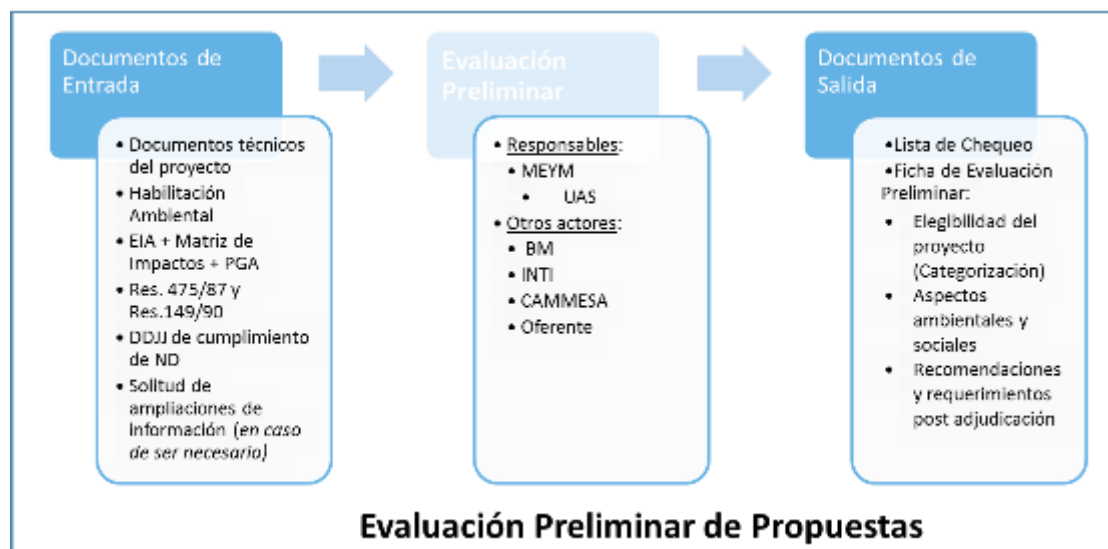 Documentos de
Entrada
• Documentos técnicos
del proyecto
• Habilitación
Ambiental
• EIA + Matriz de
Impactos + PGA
• Res. 475/87 y
Res.149/90
• DDJJ de cumplimiento
de ND
• Solitud de
ampliaciones de
información (en caso
de ser necesario)
Evaluación
Preliminar
• Responsables:
• MEYM
• UAS
• Otros actores:
• BM
• INTI
• CAMMESA
• Oferente
Documentos de
Salida
•Lista de Chequeo
•Ficha de Evaluación
Preliminar:
• Elegibilidad del
proyecto
(Categorización)
• Aspectos
ambientales y
sociales
• Recomendaciones
y requerimientos
post adjudicación
Evaluación Preliminar de Propuestas